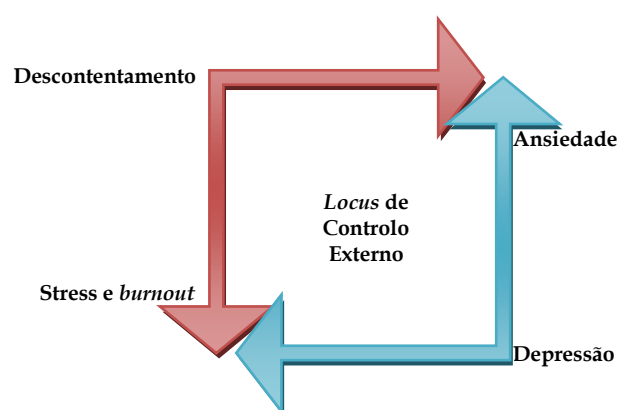 Descontentamento
Ansiedade
Locus de
Controlo
Externo
Stress e burnout
Depressão